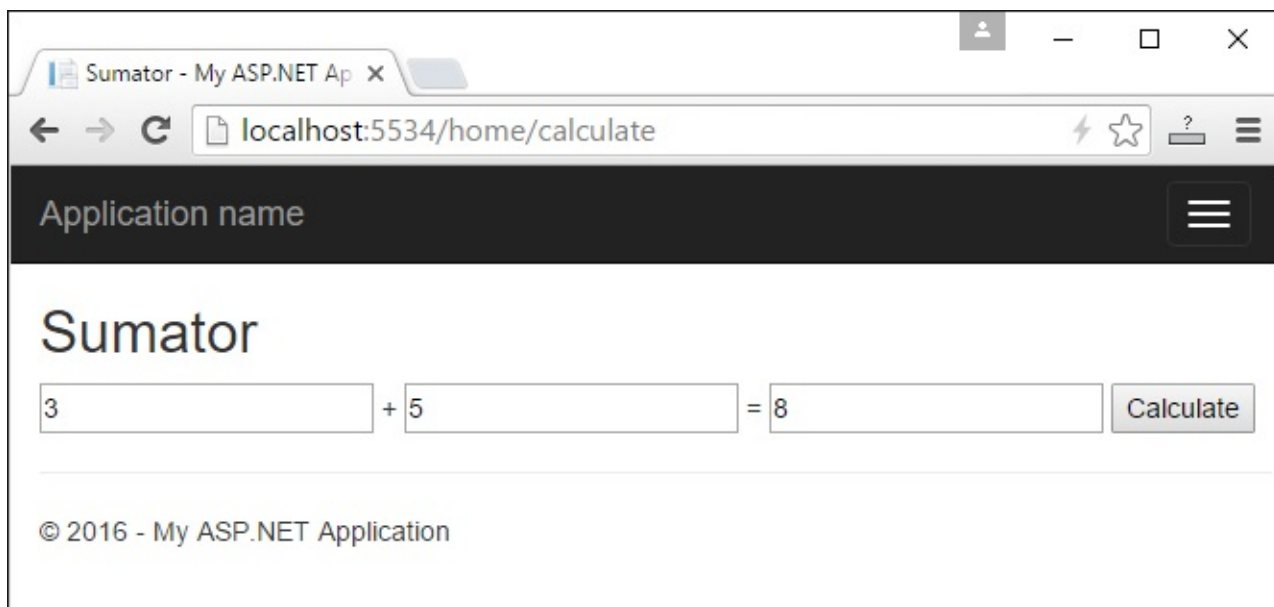 Sumator - My ASP.NET Ap
localhost:5534/home/calculate
?
Application name
Sumator
3 + 5 = 8 Calculate
© 2016 - My ASP.NET Application